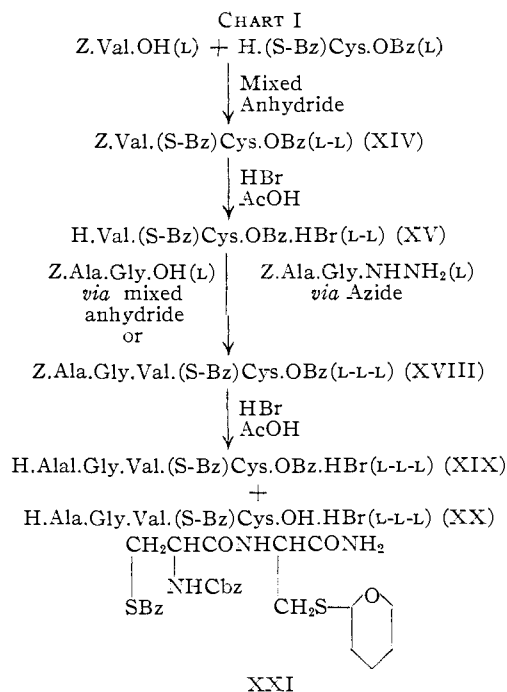 CHART I
Z.Val.OH(L) + H.(S-Bz)Cys.OBz(L)
Mixed
Anhydride
Z.Val.(S-Bz)Cys.OBz(L-L) (XIV)
HBr
AcOH
H.Val.(S-Bz)Cys.OBz.HBr(L-L) (XV)
Z.Ala.Gly.OH(L) Z.Ala.Gly.NHNH2(L)
via mixed via Azide
anhydride
or
Z.Ala.Gly.Val.(S-Bz)Cys.OBz(L-L-L) (XVIII)
HBr
AcOH
H.Alal.Gly.Val.(S-Bz)Cys.OBz.HBr(L-L-L) (XIX)
+
H.Ala.Gly.Val.(S-Bz)Cys.OH.HBr(L-L-L) (XX)
CH2CHCONHCHCONH2
NHCbz
SBz CH2S O
XXI